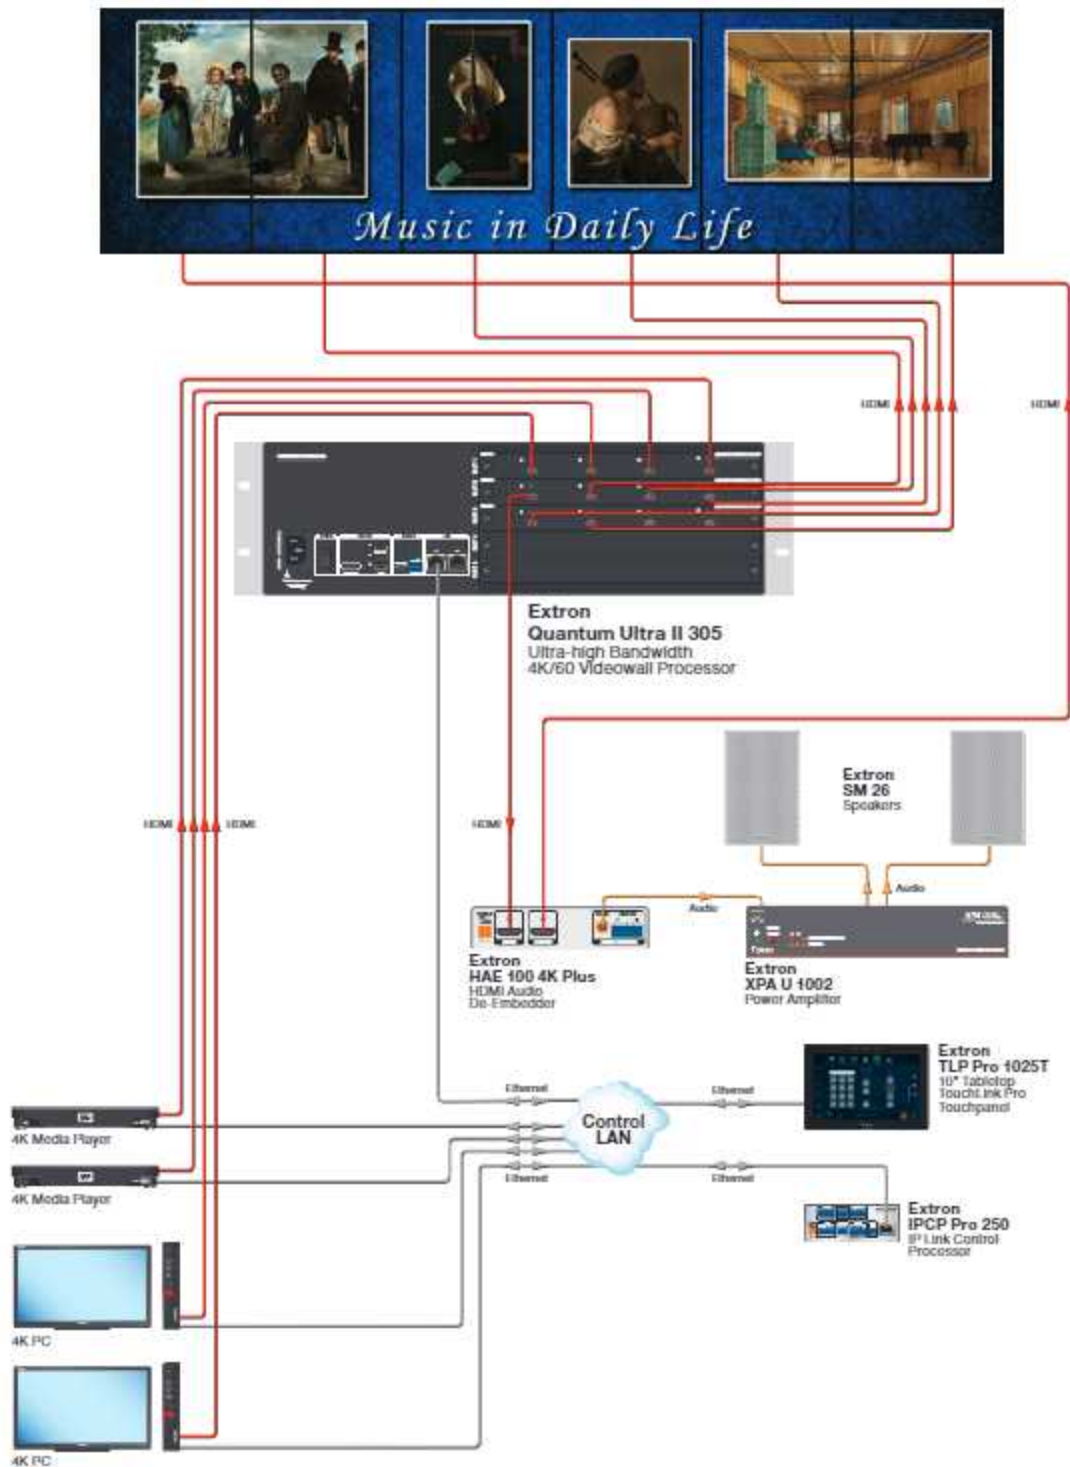 Music in Daily Life
HDMI
HDMI
Extron
Quantum Ultra II 305
Ultra-high Bandwidth
4K/60 Videowall Processor
Extron
SM 26
Speakers
HDMI
HDMI
HDMI
Audio
Audio
Extron
HAE 100 4K Plus
HDMI Audio
De-Embedder
Extron
XPA U 1002
Power Amplifier
Extron
TLP Pro 1025T
10" Tabletop
TouchLink Pro
Touchpanel
Ethernet
Ethernet
Control
LAN
4K Media Player
Ethernet
Ethernet
4K Media Player
Extron
IPCP Pro 250
IP Link Control
Processor
4K PC
4K PC